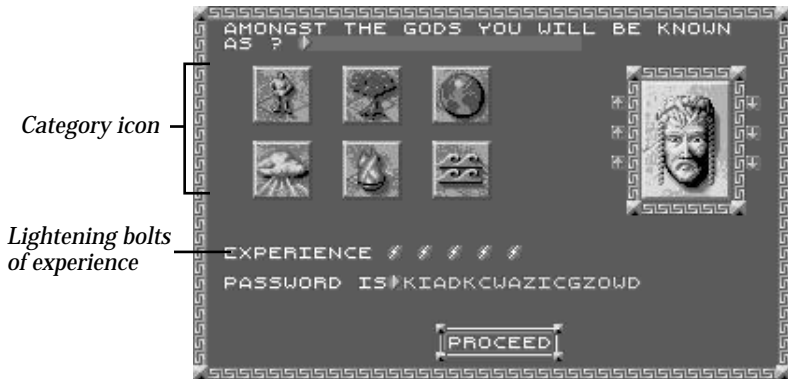 AMONGST THE GODS YOU WILL BE KNOWN
AS ?
Category icon
Lightening bolts
of experience
EXPERIENCE
PASSWORD IS KIADKCWAZICGZOWD
PROCEED